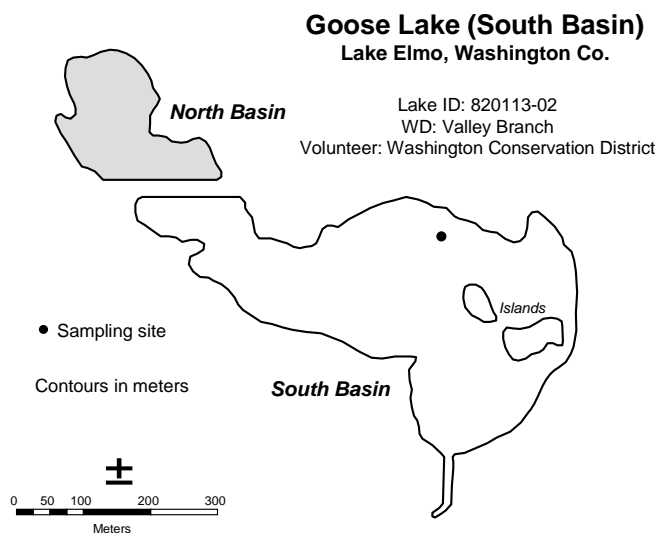 Goose Lake (South Basin)
Lake Elmo, Washington Co.
North Basin
Lake ID: 820113-02
WD: Valley Branch
Volunteer: Washington Conservation District
Islands
Sampling site
Contours in meters
South Basin
0 50 100 200 300
Meters